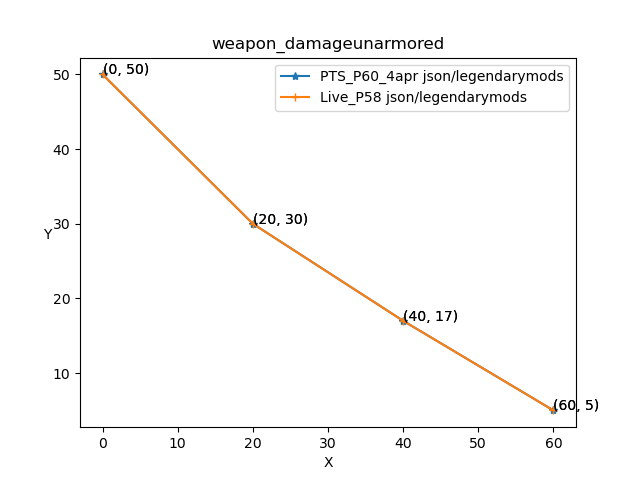 weapon_damageunarmored
PTS_P60_4apr json/legendarymods
Live_P58 json/legendarymods
(0, 50)
(20, 30)
(40, 17)
(60, 5)
50
40
30
20
10
Y
0 10 20 30 40 50 60
X